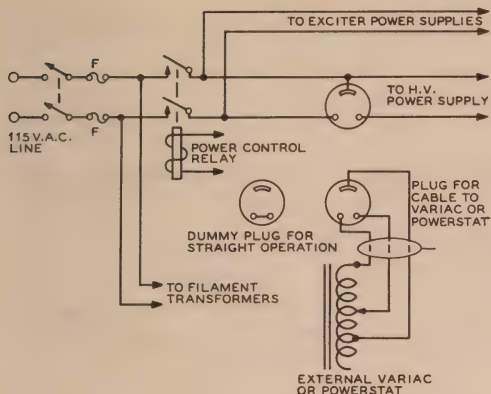 TO EXCITER POWER SUPPLIES
F
TO H.V.
POWER SUPPLY
F
115 V. A. C.
LINE
POWER CONTROL
RELAY
PLUG FOR
CABLE TO
VARIAC OR
POWERSTAT
DUMMY PLUG FOR
STRAIGHT OPERATION
TO FILAMENT
TRANSFORMERS
EXTERNAL VARIAC
OR POWERSTAT